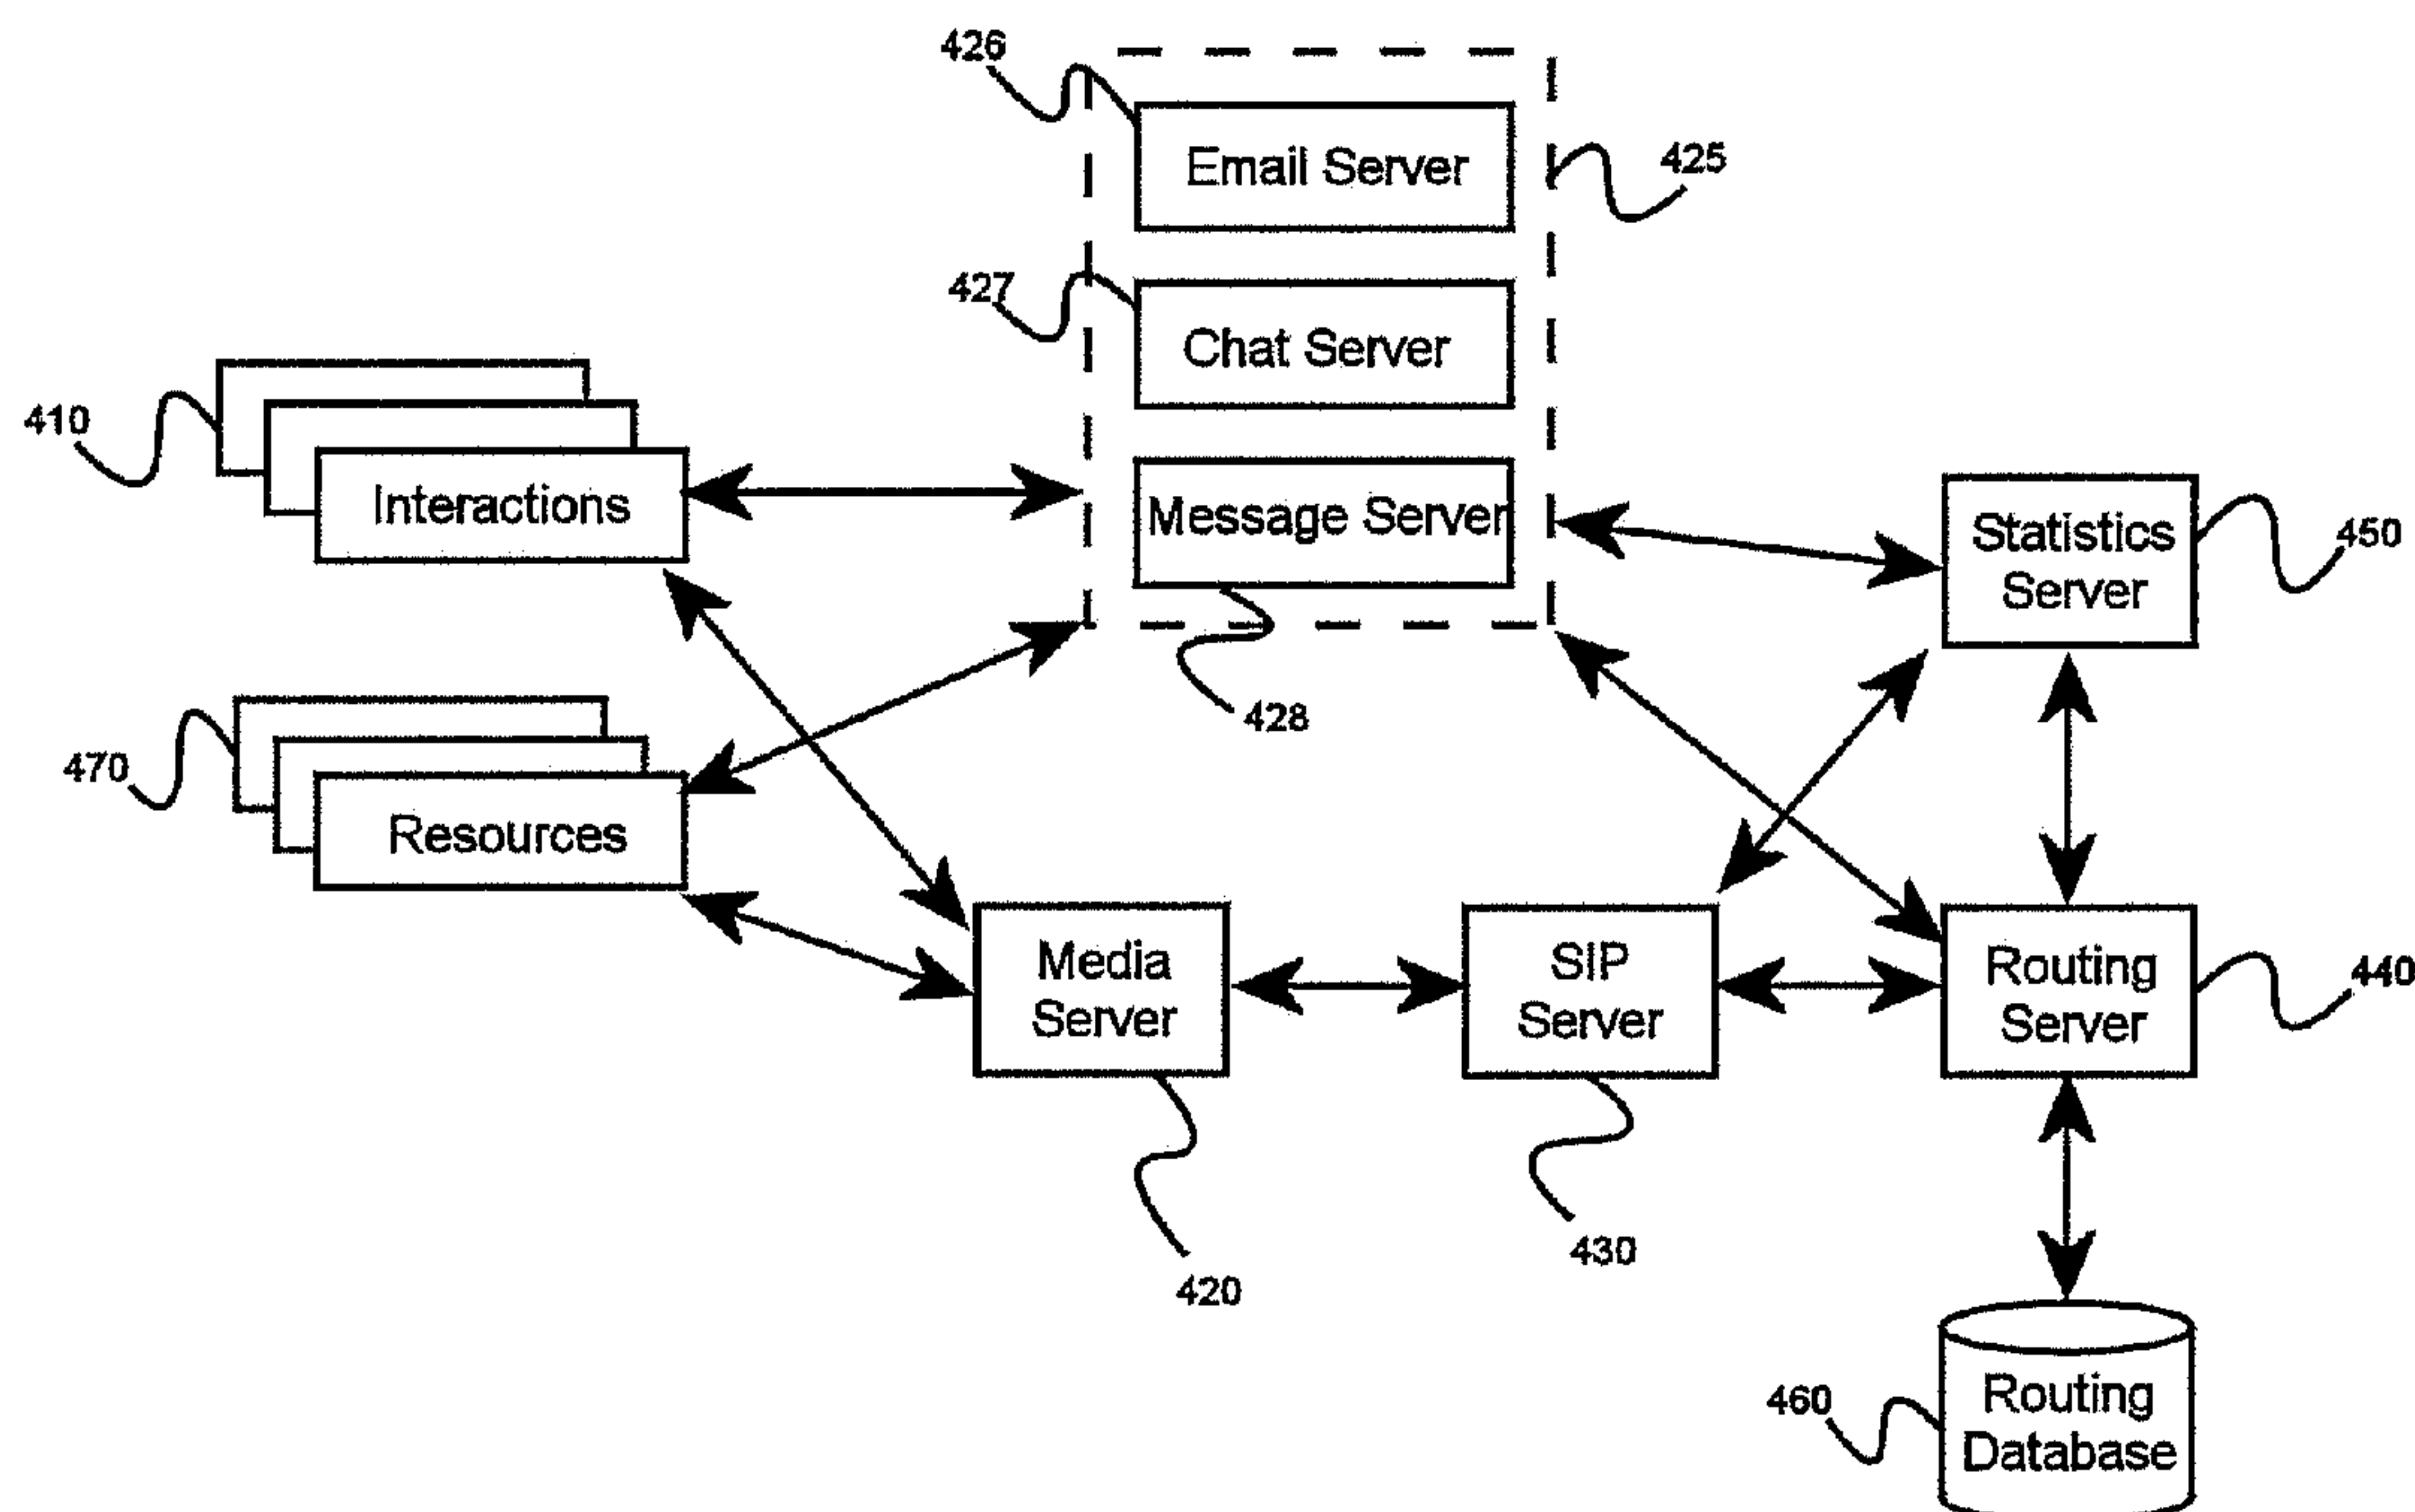 426
Email Server
425
427
Chat Server
410
Interactions
Message Server
Statistics
Server
450
428
470
Resources
Media
Server
SIP
Server
Routing
Server
440
430
420
460
Routing
Database